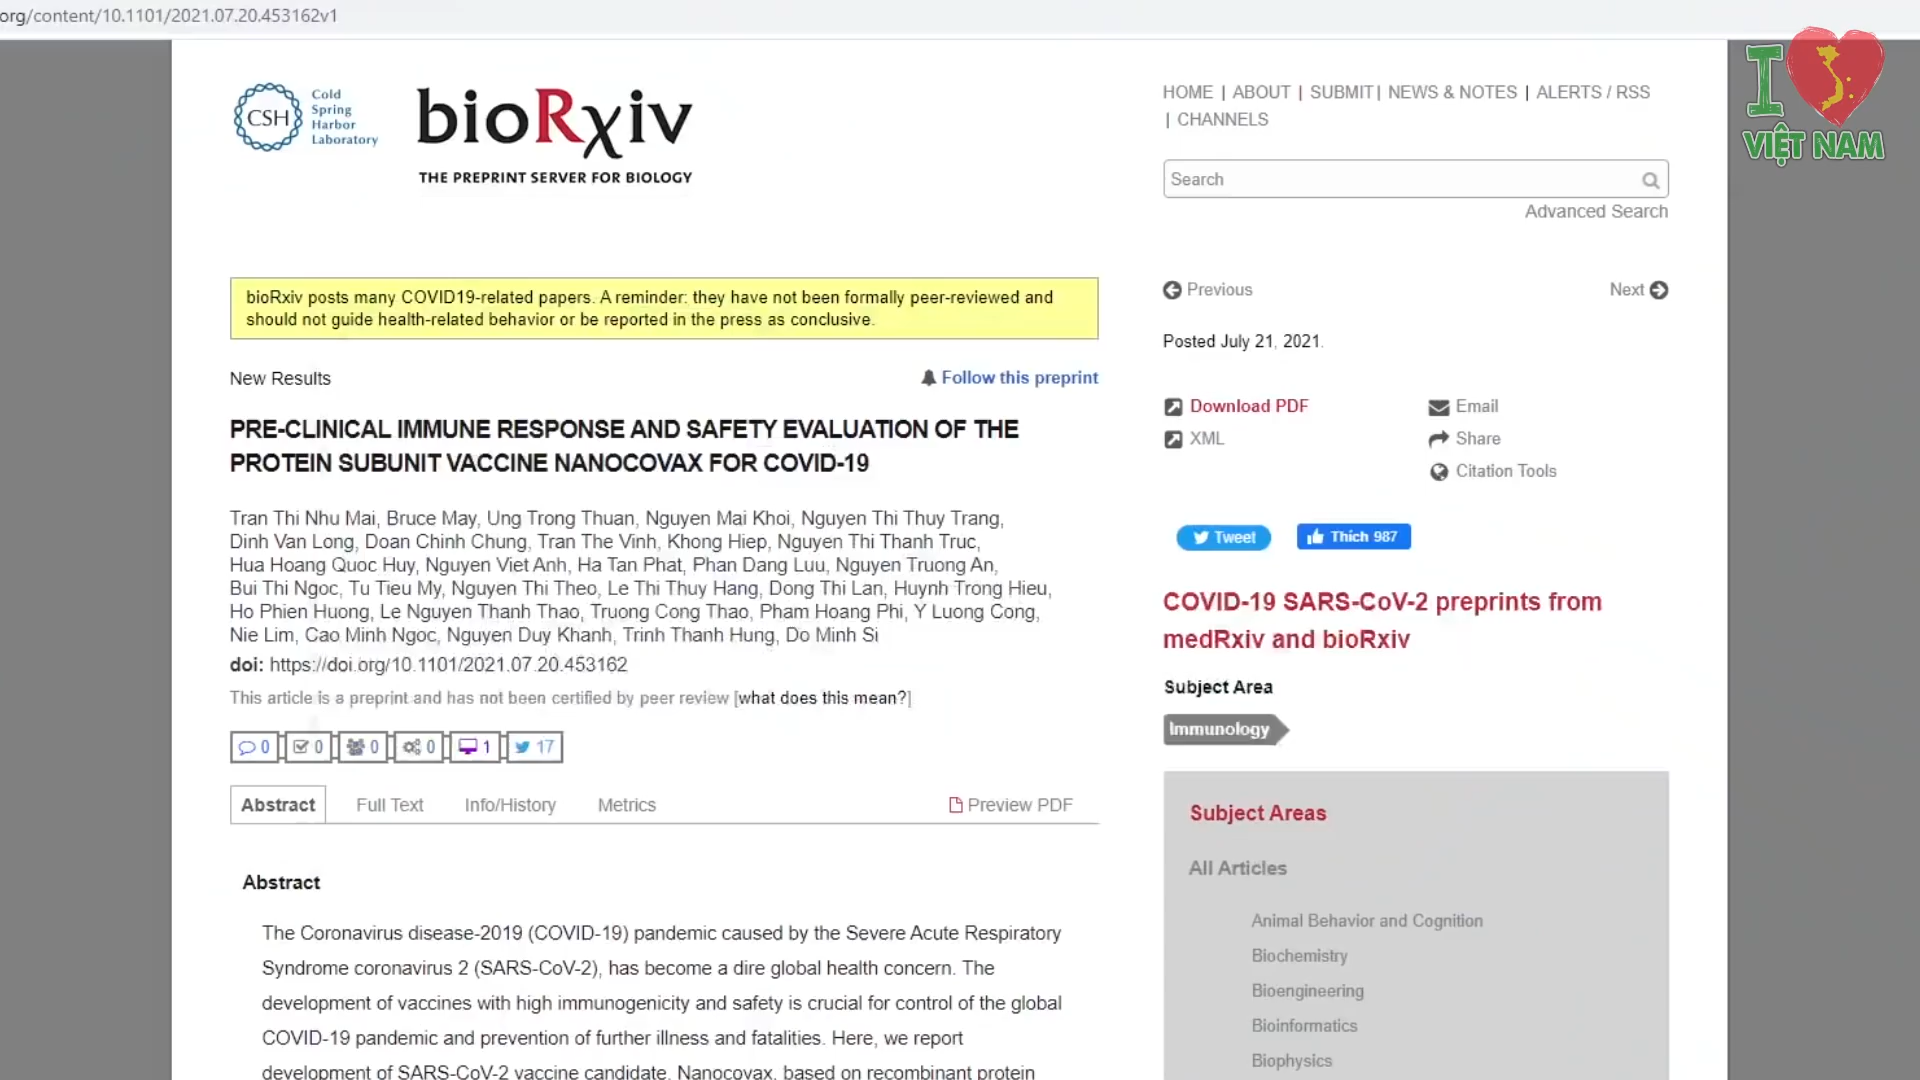 org/content/10.1101/2021.07.20.453162v1
I
VIỆT NAM
CSH
Cold
Spring
Harbor
Laboratory
bioRxiv
THE PREPRINT SERVER FOR BIOLOGY
HOME | ABOUT | SUBMIT | NEWS & NOTES | ALERTS / RSS
| CHANNELS
Search
Advanced Search
bioRxiv posts many COVID19-related papers. A reminder: they have not been formally peer-reviewed and
should not guide health-related behavior or be reported in the press as conclusive.
New Results
Follow this preprint
PRE-CLINICAL IMMUNE RESPONSE AND SAFETY EVALUATION OF THE
PROTEIN SUBUNIT VACCINE NANOCOVAX FOR COVID-19
Tran Thi Nhu Mai, Bruce May, Ung Trong Thuan, Nguyen Mai Khoi, Nguyen Thi Thuy Trang,
Dinh Van Long, Doan Chinh Chung, Tran The Vinh, Khong Hiep, Nguyen Thi Thanh Truc,
Hua Hoang Quoc Huy, Nguyen Viet Anh, Ha Tan Phat, Phan Dang Luu, Nguyen Truong An,
Bui Thi Ngoc, Tu Tieu My, Nguyen Thi Theo, Le Thi Thuy Hang, Dong Thi Lan, Huynh Trong Hieu,
Ho Phien Huong, Le Nguyen Thanh Thao, Truong Cong Thao, Pham Hoang Phi, Y Luong Cong,
Nie Lim, Cao Minh Ngoc, Nguyen Duy Khanh, Trinh Thanh Hung, Do Minh Si
doi: https://doi.org/10.1101/2021.07.20.453162
This article is a preprint and has not been certified by peer review [what does this mean?]
0 0 0 0 1 17
Abstract Full Text Info/History Metrics Preview PDF
Abstract
The Coronavirus disease-2019 (COVID-19) pandemic caused by the Severe Acute Respiratory
Syndrome coronavirus 2 (SARS-CoV-2), has become a dire global health concern. The
development of vaccines with high immunogenicity and safety is crucial for control of the global
COVID-19 pandemic and prevention of further illness and fatalities. Here, we report
development of SARS-CoV-2 vaccine candidate, Nanocovax, based on recombinant protein
Previous Next
Posted July 21, 2021.
Download PDF Email
XML Share
Citation Tools
Tweet Thích 987
COVID-19 SARS-CoV-2 preprints from
medRxiv and bioRxiv
Subject Area
Immunology
Subject Areas
All Articles
Animal Behavior and Cognition
Biochemistry
Bioengineering
Bioinformatics
Biophysics